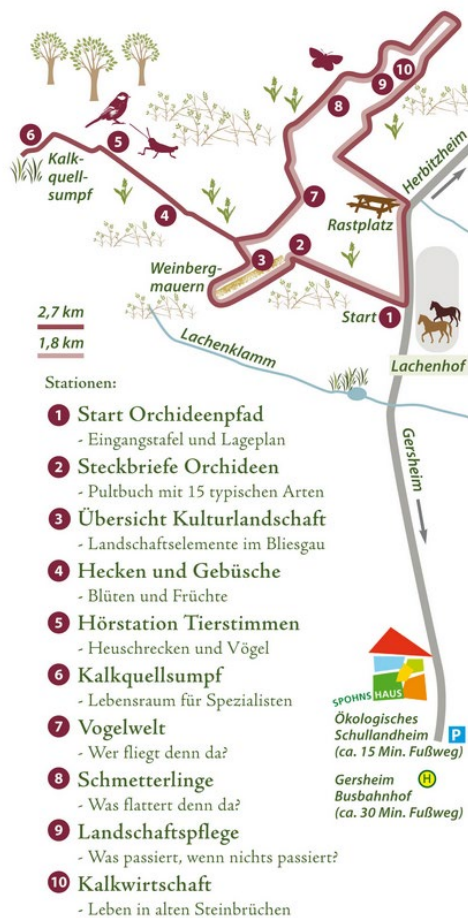 10
9
8
6
5
Kalk-
quell-
sumpf
Herbitzheim
4
7
Rastplatz
2
Weinberg-
mauern
3
2,7 km
1,8 km
Start 1
Lachenklamm
Lachenhof
Gersheim
Stationen:
1 Start Orchideenpfad
- Eingangstafel und Lageplan
2 Steckbriefe Orchideen
- Pultbuch mit 15 typischen Arten
3 Übersicht Kulturlandschaft
- Landschaftselemente im Bliesgau
4 Hecken und Gebüsche
- Blüten und Früchte
5 Hörstation Tierstimmen
- Heuschrecken und Vögel
6 Kalkquellsumpf
- Lebensraum für Spezialisten
7 Vogelwelt
- Wer fliegt denn da?
8 Schmetterlinge
- Was flattert denn da?
9 Landschaftspflege
- Was passiert, wenn nichts passiert?
10 Kalkwirtschaft
- Leben in alten Steinbrüchen
SPOHNS HAUS
Ökologisches P
Schullandheim
(ca. 15 Min. Fußweg)
Gersheim H
Busbahnhof
(ca. 30 Min. Fußweg)